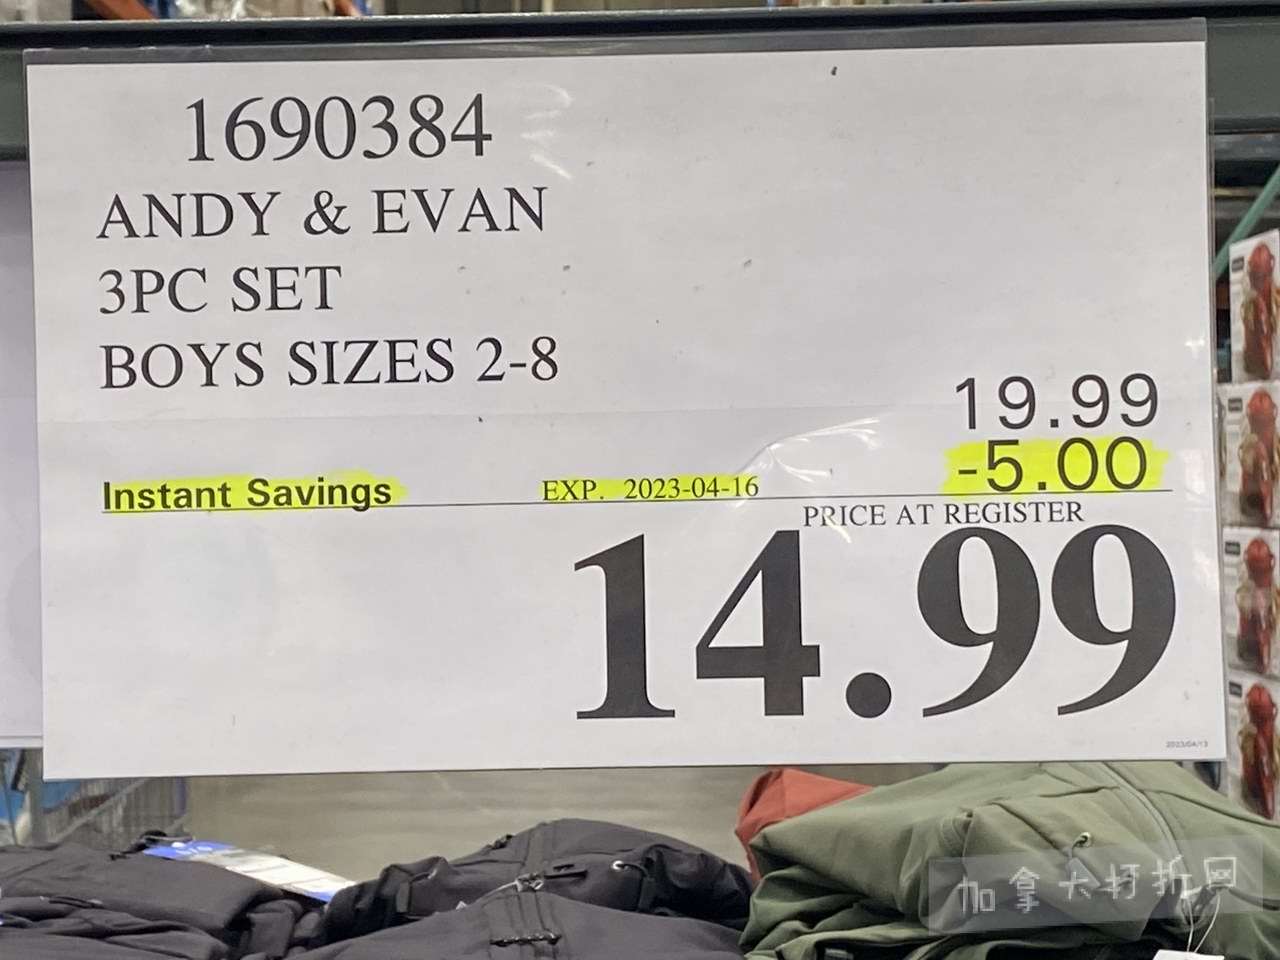 1690384
ANDY & EVAN
3PC SET
BOYS SIZES 2-8
19.99
-5.00
Instant Savings EXP. 2023-04-16
PRICE AT REGISTER
14.99
2023/04/13
加拿大打折网